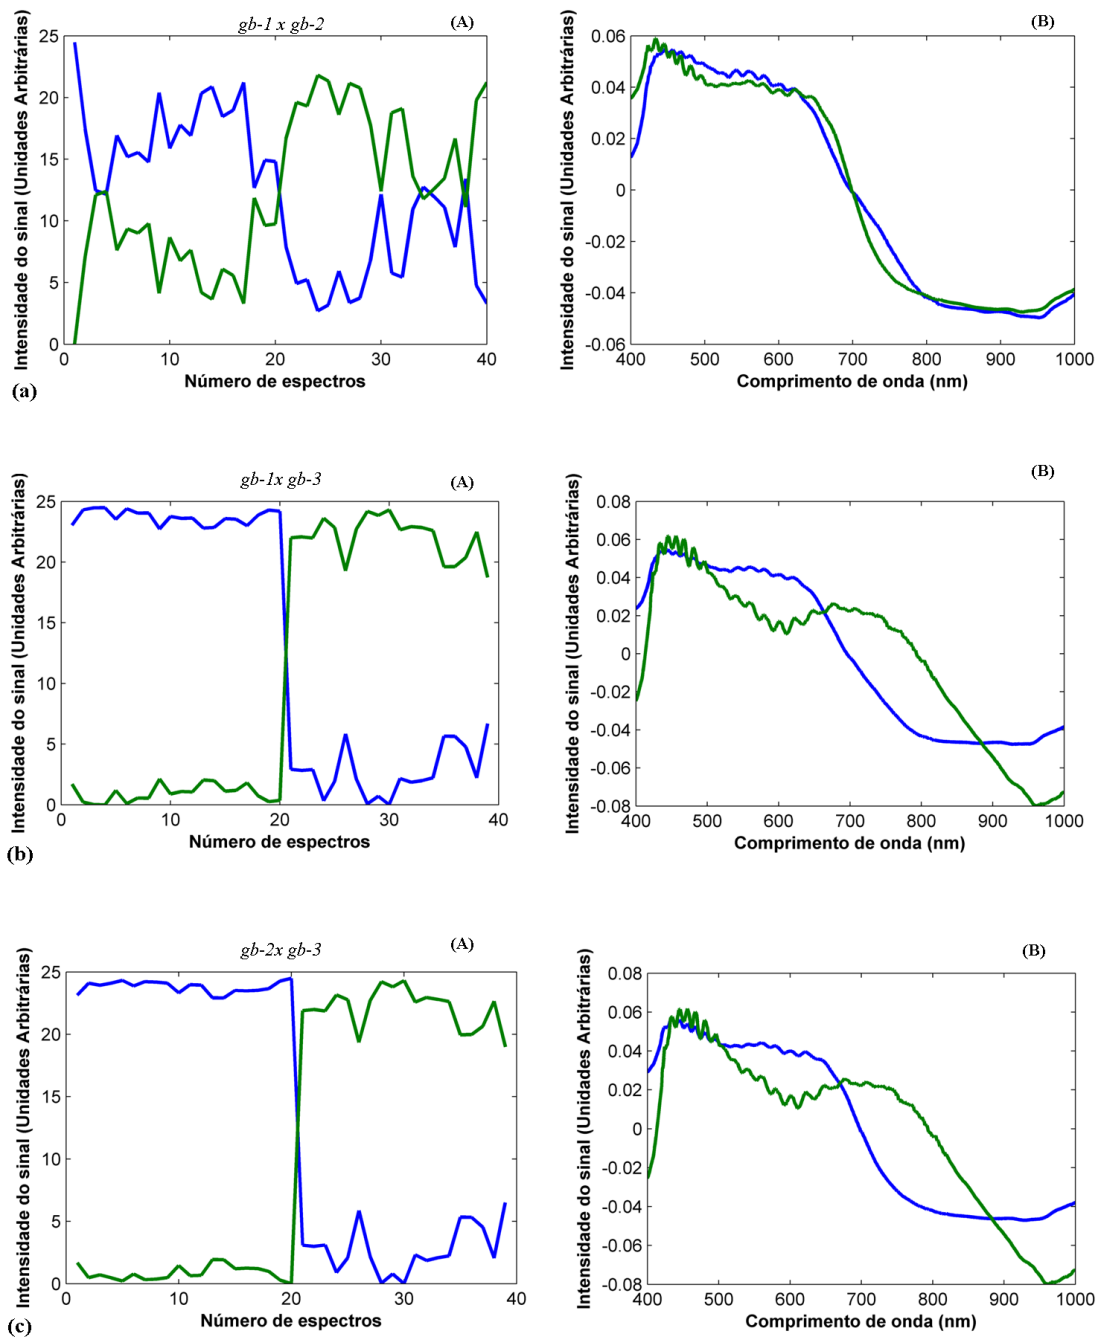 gb-1 x gb-2
(A)
(B)
Intensidade do sinal (Unidades Arbitrárias)
25
20
15
10
5
0
0 10 20 30 40
Número de espectros
Intensidade do sinal (Unidades Arbitrárias)
0.06
0.04
0.02
0
-0.02
-0.04
-0.06
400 500 600 700 800 900 1000
Comprimento de onda (nm)
(a)
gb-1x gb-3
(A)
(B)
Intensidade do sinal (Unidades Arbitrárias)
25
20
15
10
5
0
0 10 20 30 40
Número de espectros
Intensidade do sinal (Unidades Arbitrárias)
0.08
0.06
0.04
0.02
0
-0.02
-0.04
-0.06
-0.08
400 500 600 700 800 900 1000
Comprimento de onda (nm)
(b)
gb-2x gb-3
(A)
(B)
Intensidade do sinal (Unidades Arbitrárias)
25
20
15
10
5
0
0 10 20 30 40
Número de espectros
Intensidade do sinal (Unidades Arbitrárias)
0.08
0.06
0.04
0.02
0
-0.02
-0.04
-0.06
-0.08
400 500 600 700 800 900 1000
Comprimento de onda (nm)
(c)